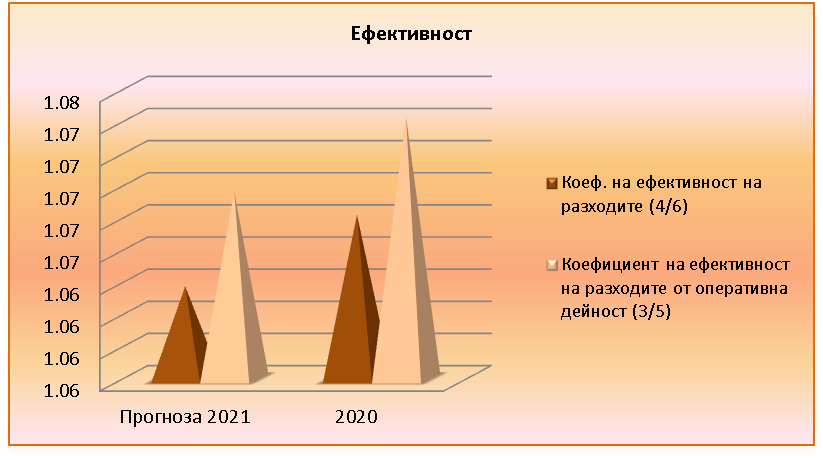 Ефективност
1.08
1.07
1.07
1.07
1.07
1.07
1.06
1.06
1.06
1.06
Прогноза 2021
2020
Коеф. на ефективност на
разходите (4/6)
Коефициент на ефективност
на разходите от оперативна
дейност (3/5)